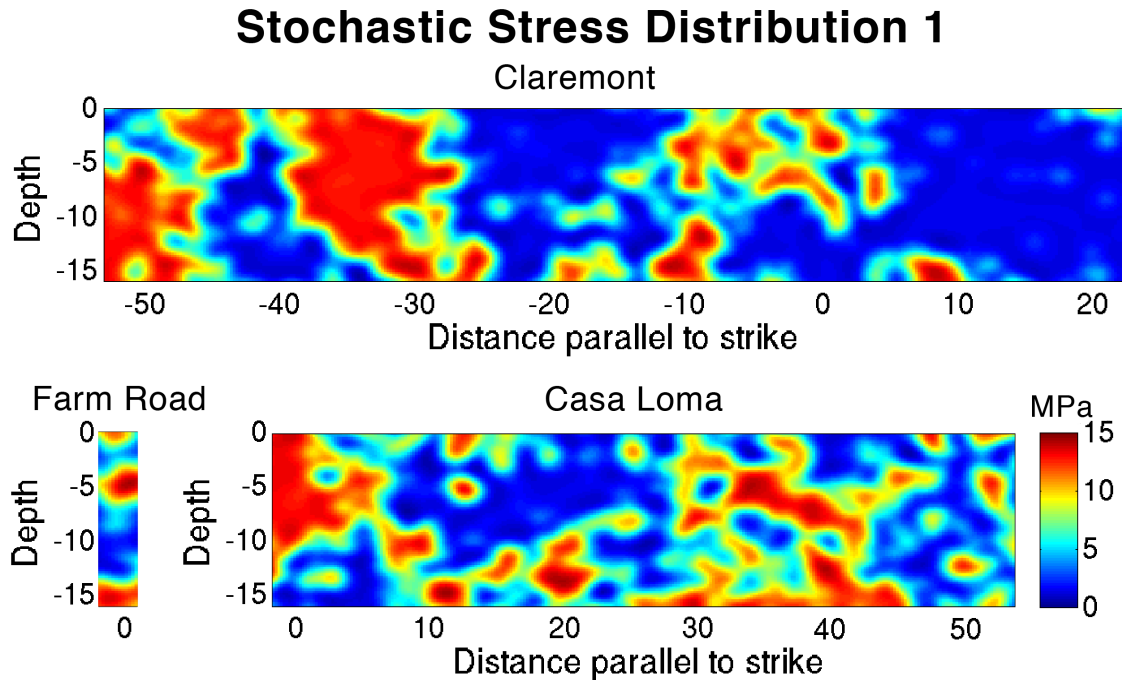 Stochastic Stress Distribution 1
Claremont
Depth
0
-5
-10
-15
-50 -40 -30 -20 -10 0 10 20
Distance parallel to strike
Farm Road
Depth
0
-5
-10
-15
0
Casa Loma
Depth
0
-5
-10
-15
0 10 20 30 40 50
Distance parallel to strike
MPa
15
10
5
0